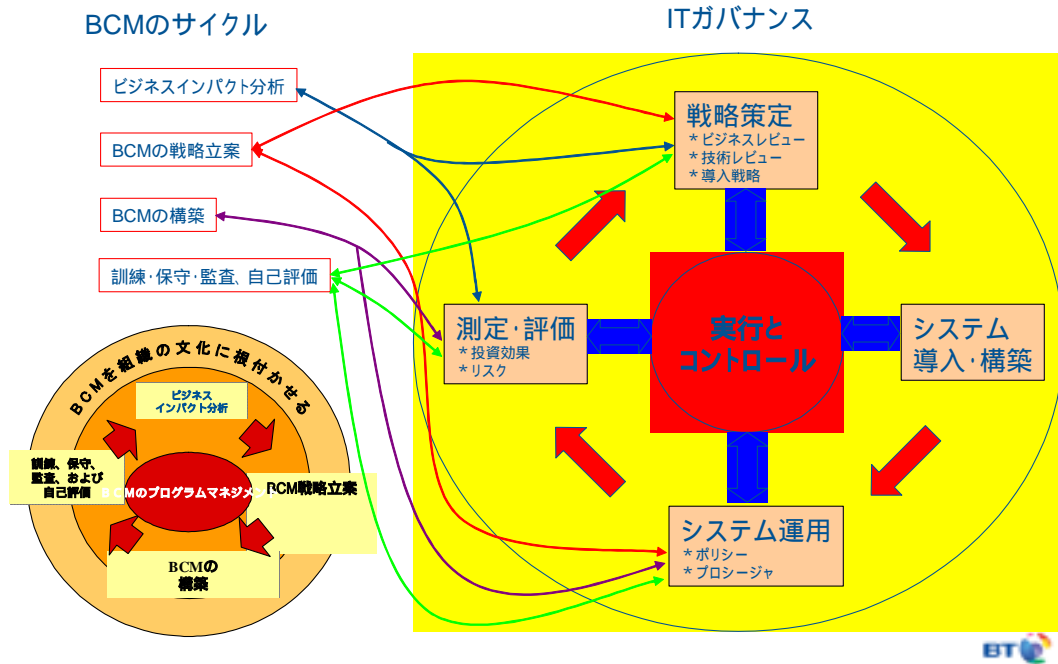 BCMのサイクル
ITガバナンス
ビジネスインパクト分析
BCMの戦略立案
BCMの構築
訓練・保守・監査、自己評価
戦略策定
*ビジネスレビュー
*技術レビュー
*導入戦略
測定・評価
*投資効果
*リスク
実行と
コントロール
システム
導入・構築
システム運用
*ポリシー
*プロシージャ
BCMを組織の文化に根付かせる
ビジネス
インパクト分析
訓練、保守、
監査、および
自己評価
BCMのプログラムマネジメント
BCM戦略立案
BCMの
構築
BT